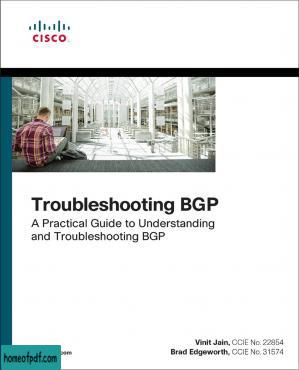 CISCO
Troubleshooting BGP
A Practical Guide to Understanding
and Troubleshooting BGP
Vinit Jain, CCIE No. 22854
Brad Edgeworth, CCIE No. 31574
.com
homeofpdf.com